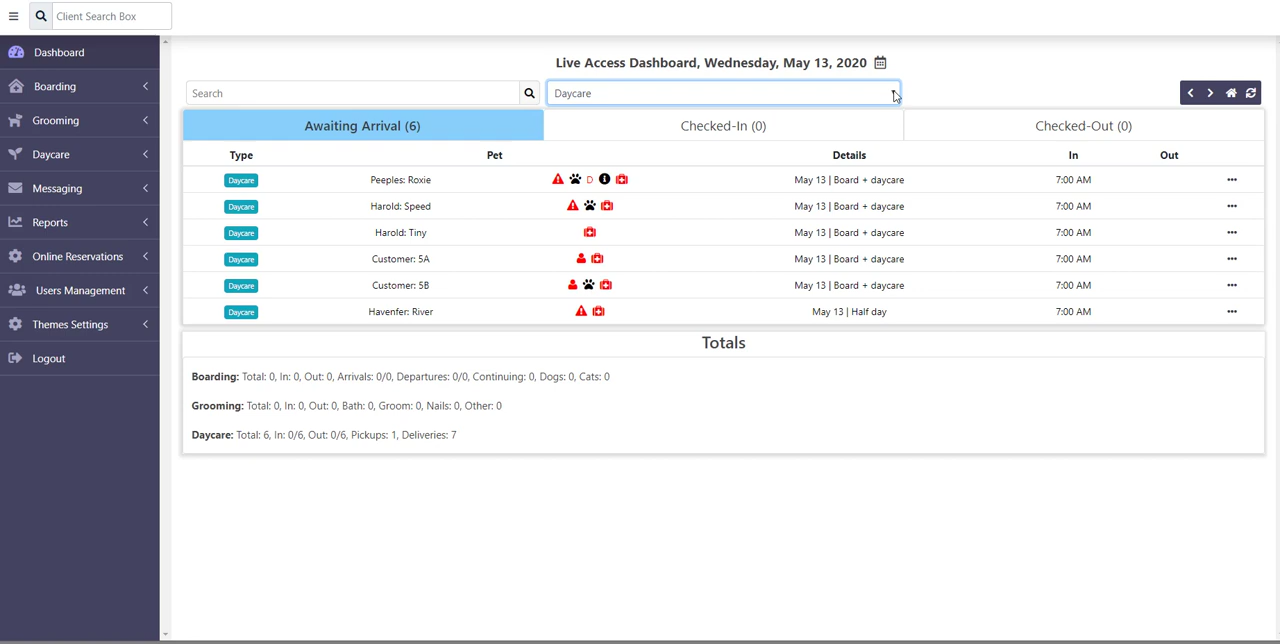 Client Search Box
Dashboard
Boarding
Grooming
Daycare
Messaging
Reports
Online Reservations
Users Management
Themes Settings
Logout
Live Access Dashboard, Wednesday, May 13, 2020
Search
Daycare
Awaiting Arrival (6) Checked-In (0) Checked-Out (0)
Type Pet Details In Out
Daycare Peeples: Roxie D May 13 | Board + daycare 7:00 AM
Daycare Harold: Speed May 13 | Board + daycare 7:00 AM
Daycare Harold: Tiny May 13 | Board + daycare 7:00 AM
Daycare Customer: 5A May 13 | Board + daycare 7:00 AM
Daycare Customer: 5B May 13 | Board + daycare 7:00 AM
Daycare Havenfer: River May 13 | Half day 7:00 AM
Totals
Boarding: Total: 0, In: 0, Out: 0, Arrivals: 0/0, Departures: 0/0, Continuing: 0, Dogs: 0, Cats: 0
Grooming: Total: 0, In: 0, Out: 0, Bath: 0, Groom: 0, Nails: 0, Other: 0
Daycare: Total: 6, In: 0/6, Out: 0/6, Pickups: 1, Deliveries: 7